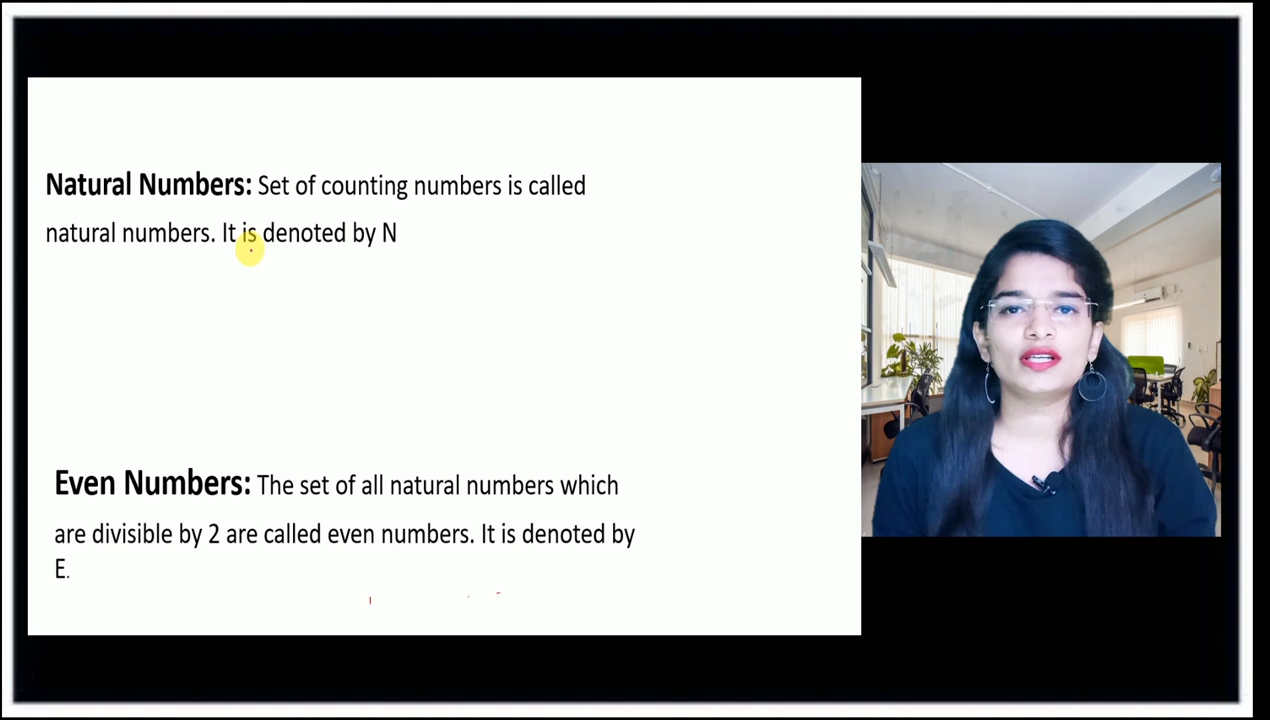 Natural Numbers: Set of counting numbers is called
natural numbers. It is denoted by N
Even Numbers: The set of all natural numbers which
are divisible by 2 are called even numbers. It is denoted by
E.